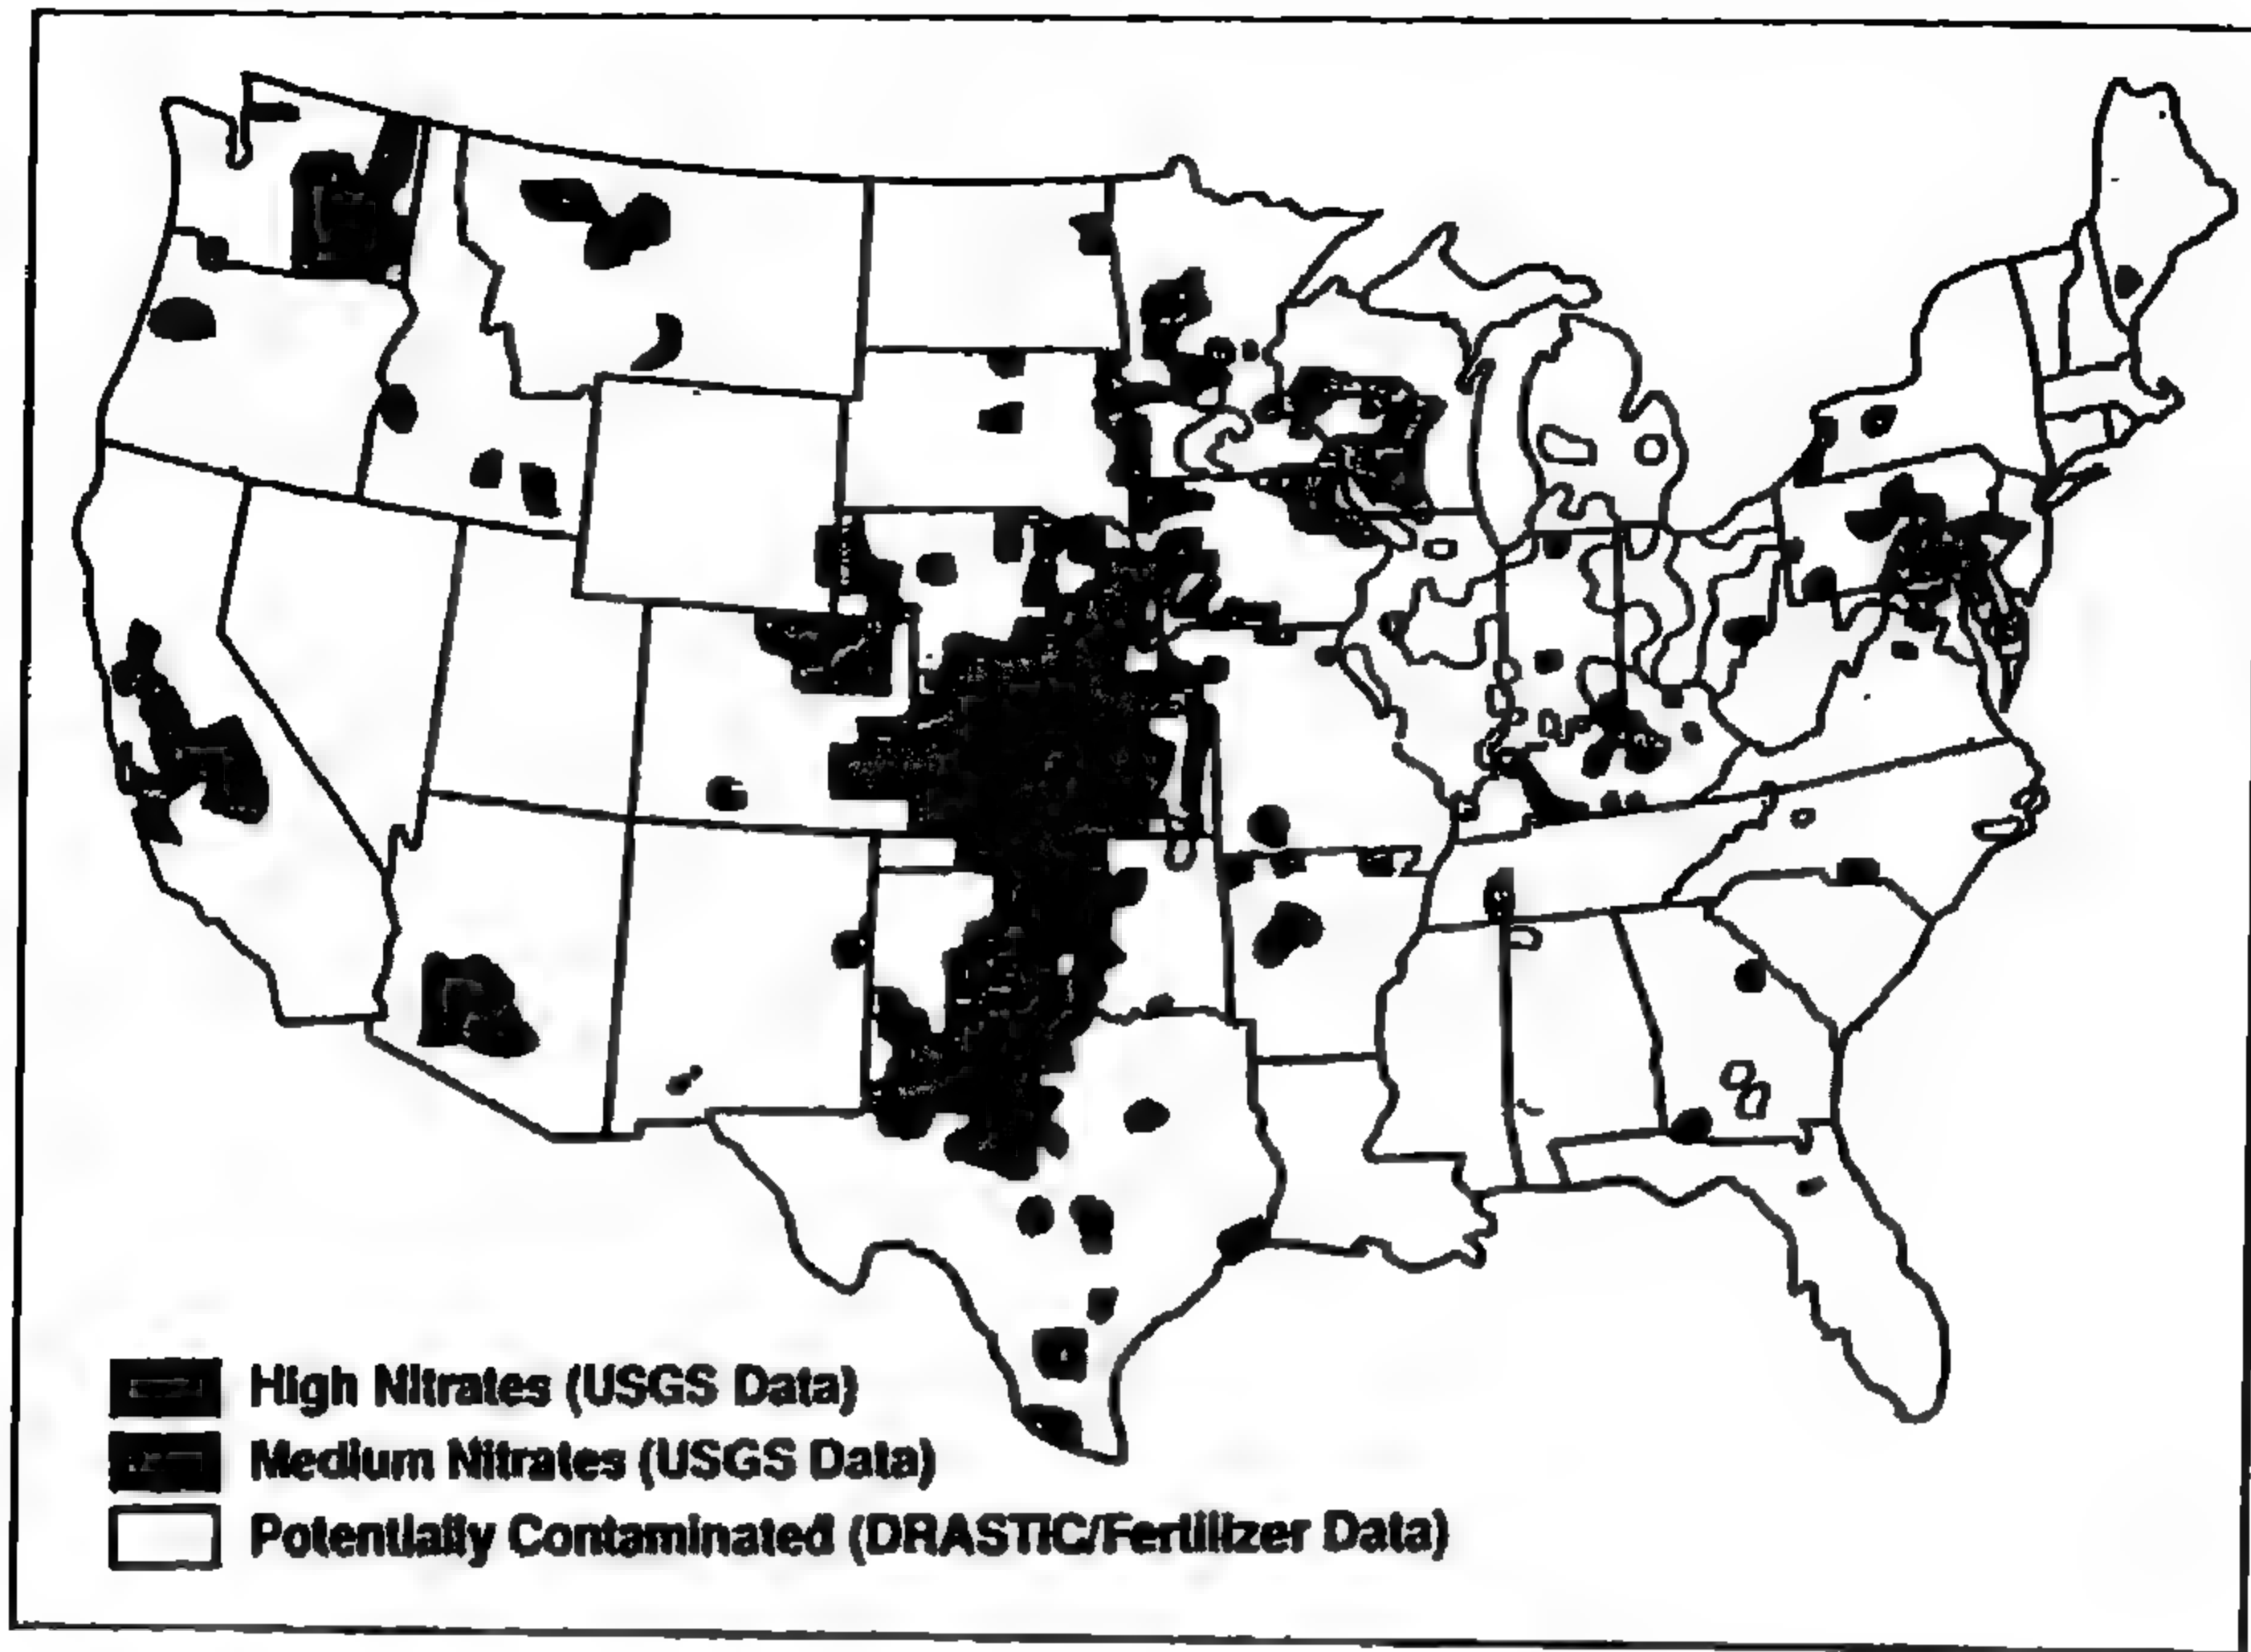 High Nitrates (USGS Data)
Medium Nitrates (USGS Data)
Potentially Contaminated (DRASTIC/Fertilizer Data)